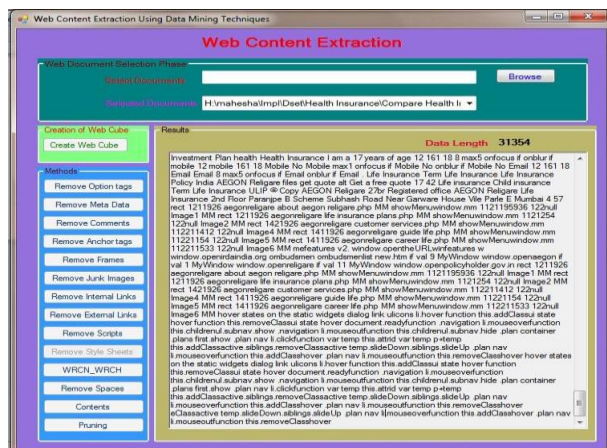 Web Content Extraction Using Data Mining Techniques
Web Content Extraction
Web Document Selection Phase
Select Documents
Browse
Selected Documents H:\mahesha\Impl\Dset\Health Insurance\Compare Health I
Creation of Web Cube
Create Web Cube
Methods
Remove Option tags
Remove Meta Data
Remove Comments
Remove Anchor tags
Remove Frames
Remove Junk Images
Remove Internal Links
Remove External Links
Remove Scripts
Remove Style Sheets
WRCN_WRCH
Remove Spaces
Contents
Pruning
Results
Data Length 31354
Investment Plan health Health Insurance I am a 17 years of age 12 161 18 8 max5 onfocus if onblur if
mobile 12 mobile 161 18 Mobile No Mobile max1 onfocus if Mobile No onblur if Mobile No Email 12 161 18
Email Email 8 max5 onfocus if Email onblur if Email . Life Insurance Term Life Insurance Life Insurance
Policy India AEGON Religare files get quote alt Get a free quote 17 42 Life insurance Child insurance
Term Life Insurance ULIP Copy AEGON Religare 27br Registered office AEGON Religare Life
Insurance 2nd Floor Paranjpe B Scheme Subhash Road Near Garware House Vile Parle E Mumbai 4 57
rect 1211926 aegonreligare about aegon religare.php MM showMenuwindow.mm 1121195936 122null
Image1 MM rect 1211926 aegonreligare life insurance plans.php MM showMenuwindow.mm 1121254
122null Image2 MM rect 1421926 aegonreligare customer services.php MM showMenuwindow.mm
112211412 122null Image4 MM rect 1411926 aegonreligare guide life.php MM showMenuwindow.mm
11221154 122null Image5 MM rect 1411926 aegonreligare career life.php MM showMenuwindow.mm
112211533 122null Image6 MM mefeatures v2. window.opentheURLwinfeatures w
window.openirdaindia.org ombudsmen ombudsmenlist new.htm if val 9 MyWindow window.openaegon if
val 1 MyWindow window.openreligare if val 11 MyWindow window.openpolicyholder.gov.in rect 1211926
aegonreligare about aegon religare.php MM showMenuwindow.mm 1121195936 122null Image1 MM rect
1211926 aegonreligare life insurance plans.php MM showMenuwindow.mm 1121254 122null Image2 MM
rect 1421926 aegonreligare customer services.php MM showMenuwindow.mm 112211412 122null
Image4 MM rect 1411926 aegonreligare guide life.php MM showMenuwindow.mm 11221154 122null
Image5 MM rect 1411926 aegonreligare career life.php MM showMenuwindow.mm 112211533 122null
Image6 MM hover states on the static widgets dialog link ulicons li.hover this.addClassui state
hover function this.removeClassui state hover document.readyfunction .navigation li.mouseoverfunction
this.childrenul.subnav.show .navigation li.mouseoutfunction this.childrenul.subnav.hide .plan container
.plans first.show .plan nav li.clickfunction var temp this.attrid var temp p+temp
this.addClassactive.siblings.removeClassactive temp.slideDown.siblings.slideUp .plan nav
li.mouseoverfunction this.addClasshover .plan nav li.mouseoutfunction this.removeClasshover hover states
on the static widgets dialog link ulicons li.hover function this.addClassui state hover function
this.removeClassui state hover document.readyfunction .navigation li.mouseoverfunction
this.childrenul.subnav.show .navigation li.mouseoutfunction this.childrenul.subnav.hide .plan container
.plans first.show .plan nav li.clickfunction var temp this.attrid var temp p+temp
this.addClassactive.siblings.removeClassactive temp.slideDown.siblings.slideUp .plan nav
li.mouseoverfunction this.addClasshover .plan nav li.mouseoutfunction this.removeClasshover
eClassactive temp.slideDown.siblings.slideUp .plan nav li.mouseoverfunction this.addClasshover .plan nav
li.mouseoutfunction this.removeClasshover